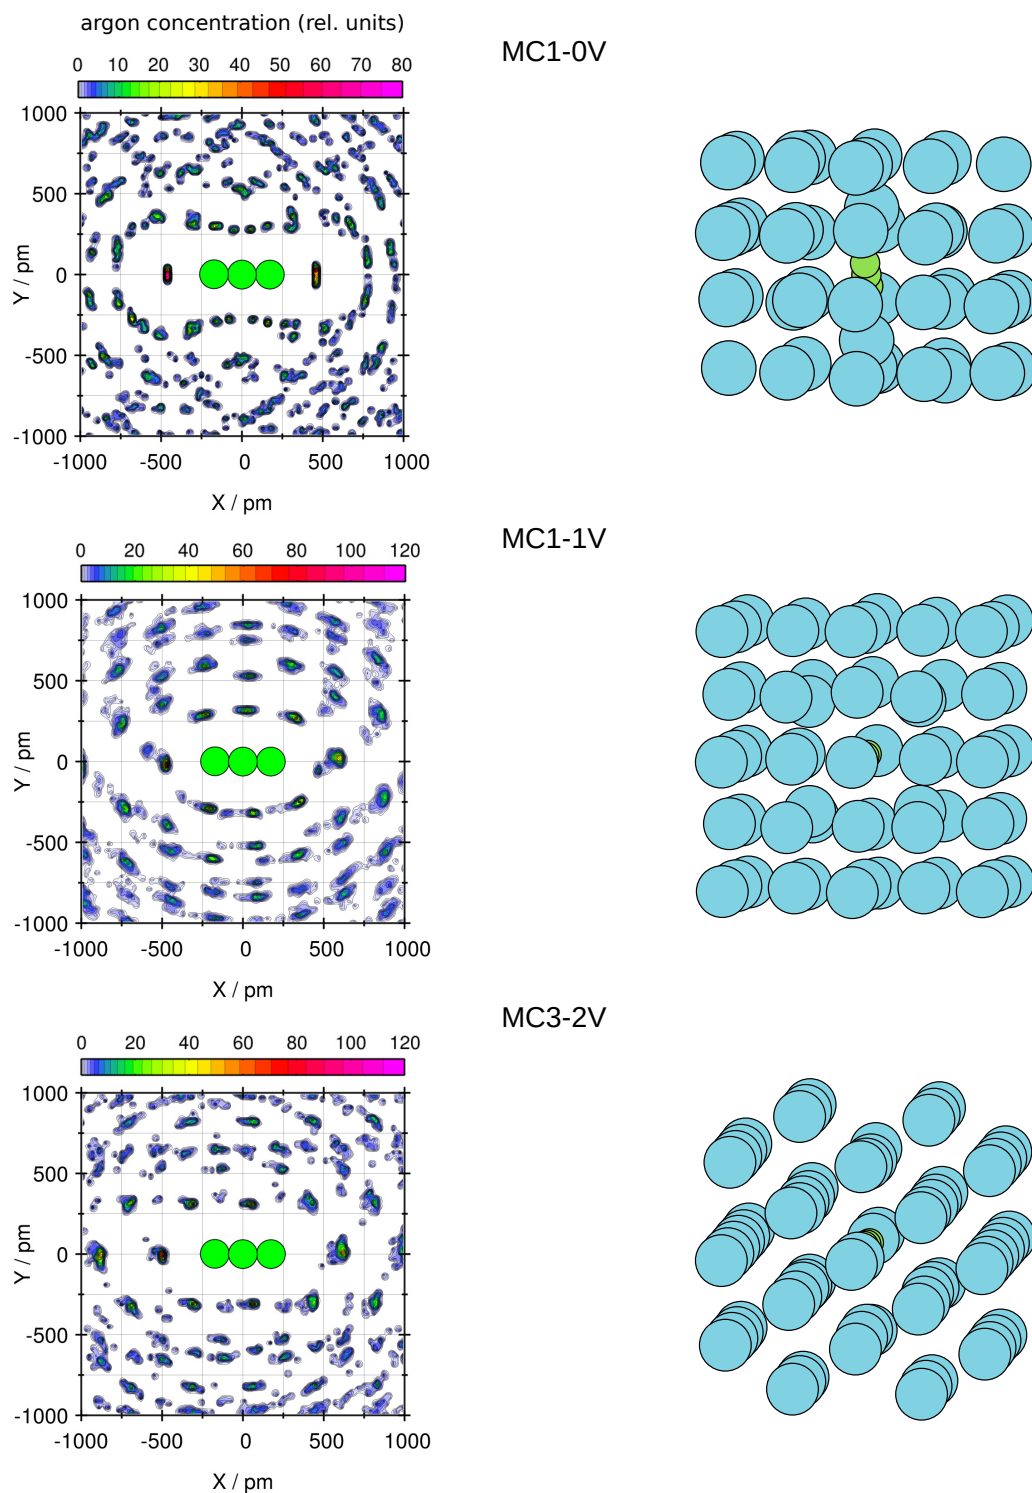 argon concentration (rel. units)
MC1-0V
0 10 20 30 40 50 60 70 80
1000
500
0
-500
-1000
Y / pm
-1000 -500 0 500 1000
X / pm
MC1-1V
0 20 40 60 80 100 120
1000
500
0
-500
-1000
Y / pm
-1000 -500 0 500 1000
X / pm
MC3-2V
0 20 40 60 80 100 120
1000
500
0
-500
-1000
Y / pm
-1000 -500 0 500 1000
X / pm